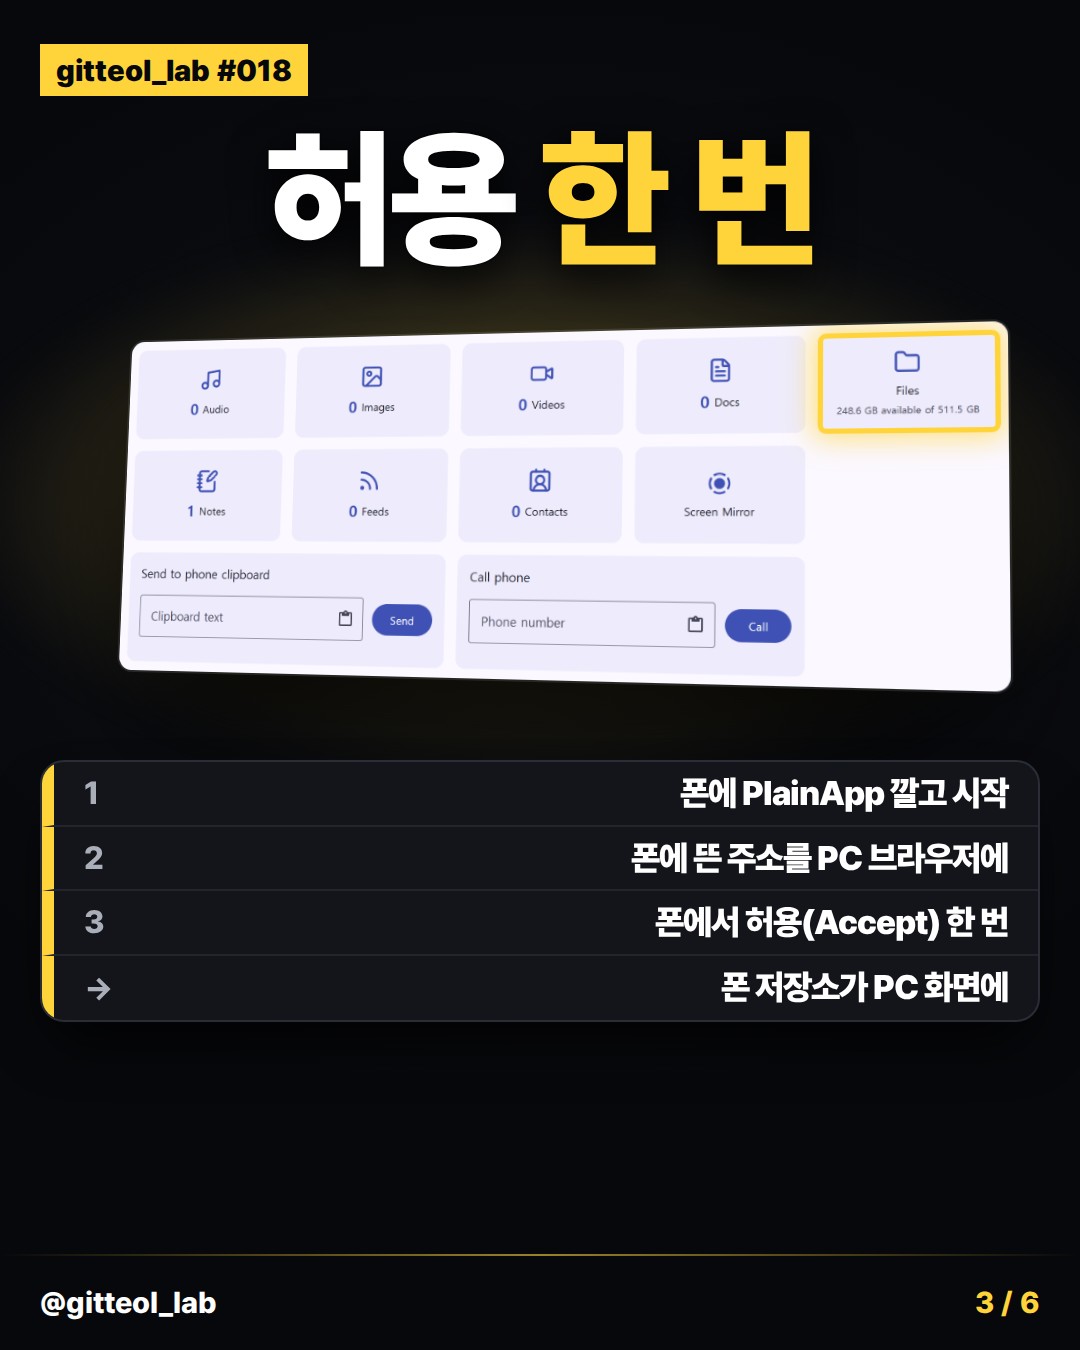 gitteol_lab #018
허용 한 번
0 Audio
0 Images
0 Videos
0 Docs
Files
248.6 GB available of 511.5 GB
1 Notes
0 Feeds
0 Contacts
Screen Mirror
Send to phone clipboard
Clipboard text
Send
Call phone
Phone number
Call
1 폰에 PlainApp 깔고 시작
2 폰에 뜬 주소를 PC 브라우저에
3 폰에서 허용(Accept) 한 번
→ 폰 저장소가 PC 화면에
@gitteol_lab
3 / 6